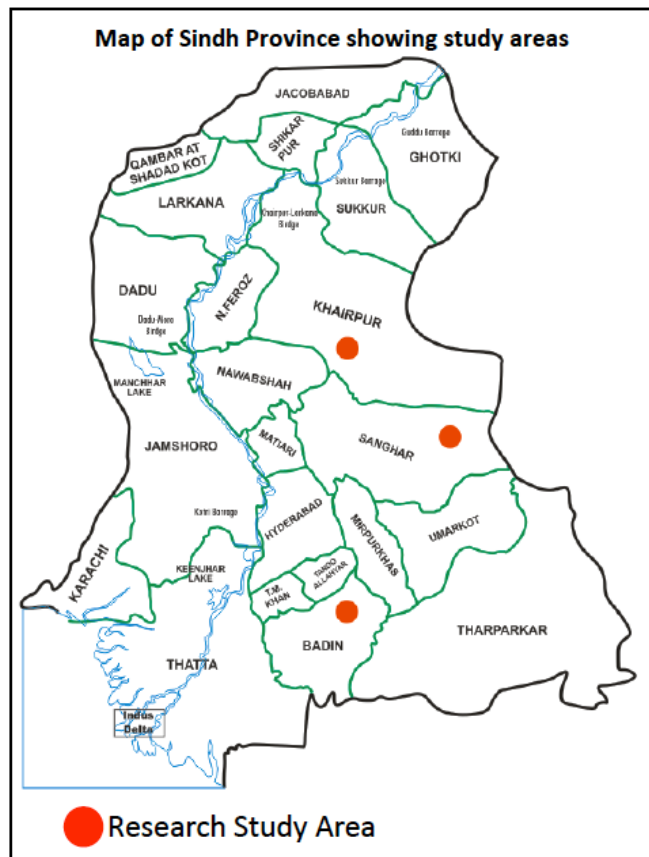 Map of Sindh Province showing study areas
JACOBABAD
SHIKAR
PUR
Guddu Barrage
GHOTKI
QAMBAR AT
SHADAD KOT
LARKANA
Sukkur Barrage
SUKKUR
Khairpur-Larkana
Birdge
DADU
N.FEROZ
KHAIRPUR
Dadu-Moro
Birdge
MANCHHAR
LAKE
NAWABSHAH
JAMSHORO
MATIARI
SANGHAR
Kotri Barrage
HYDERABAD
MIRPURKHAS
UMARKOT
KARACHI
KEENJHAR
LAKE
T.M.
KHAN
TANDO
ALLAHYAR
THATTA
BADIN
THARPARKAR
Indus
Delta
Research Study Area